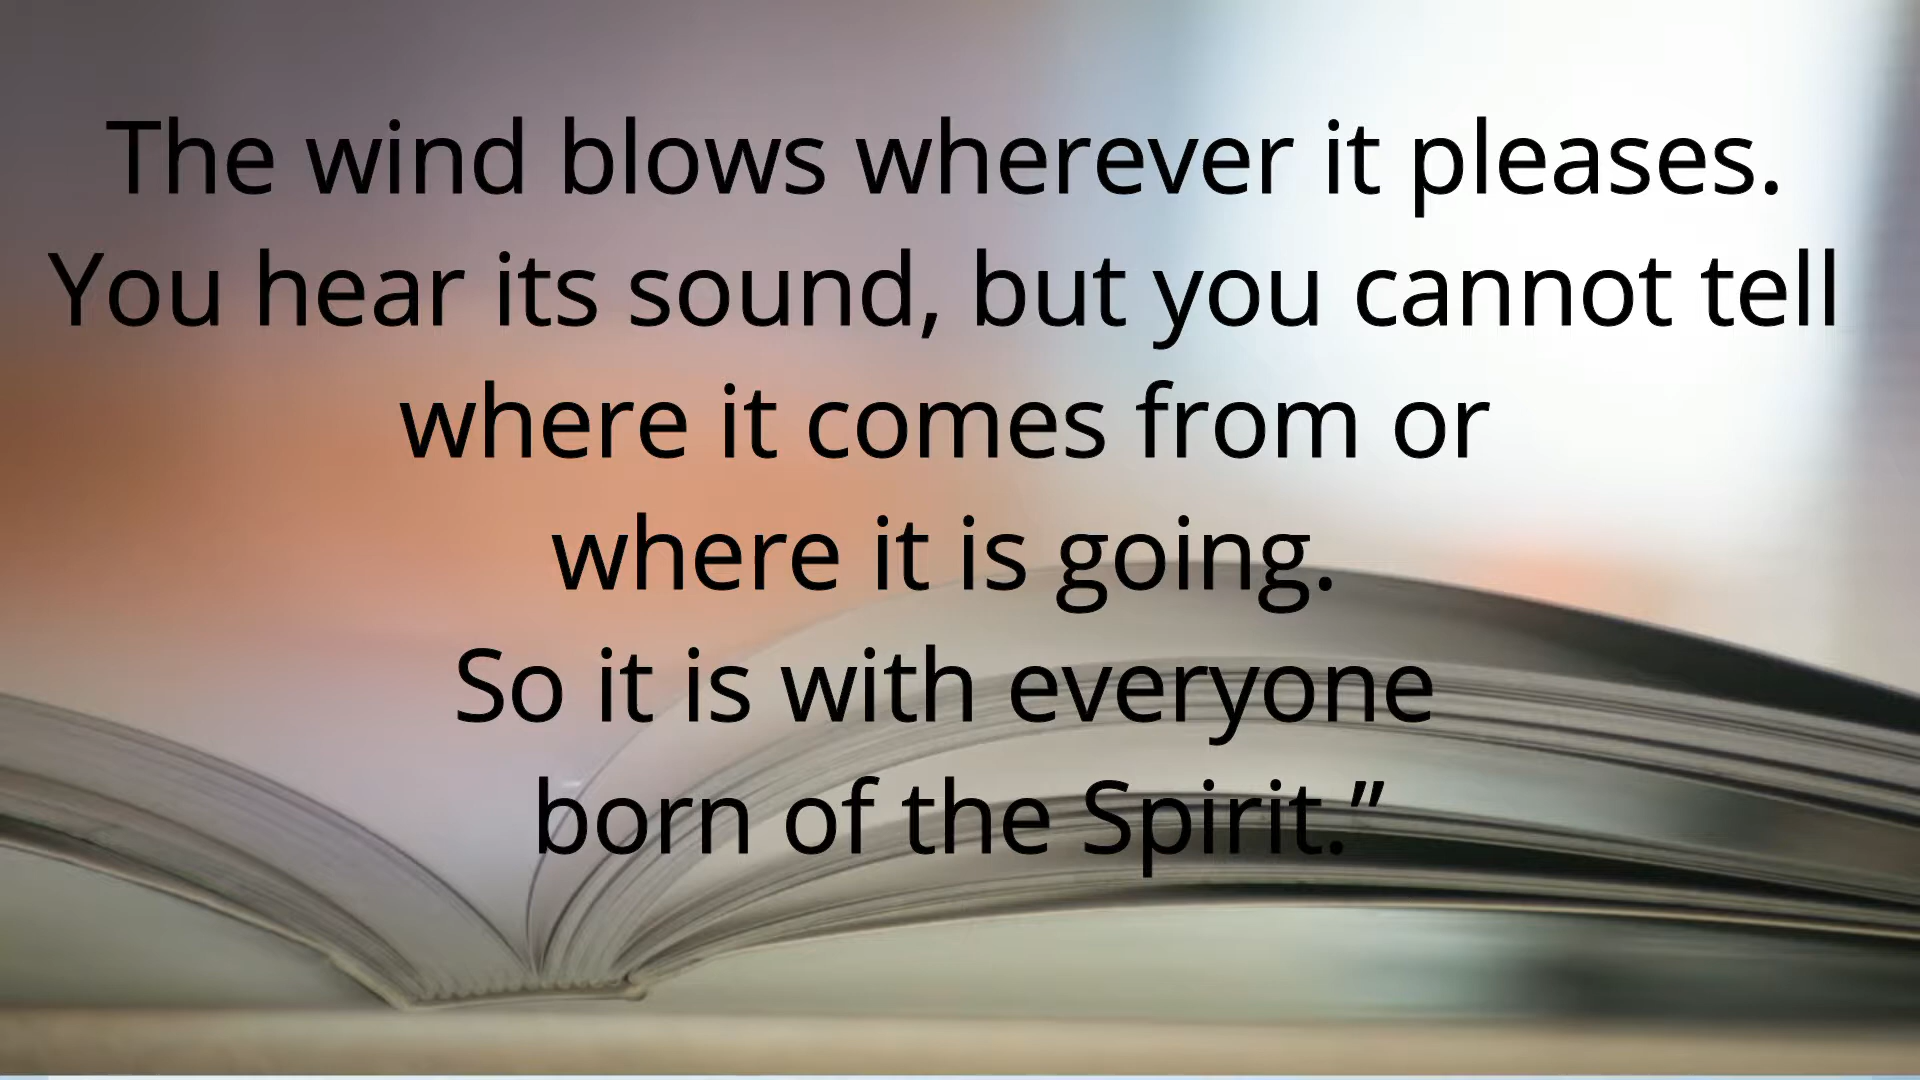 The wind blows wherever it pleases.
You hear its sound, but you cannot tell
where it comes from or
where it is going.
So it is with everyone
born of the Spirit.”